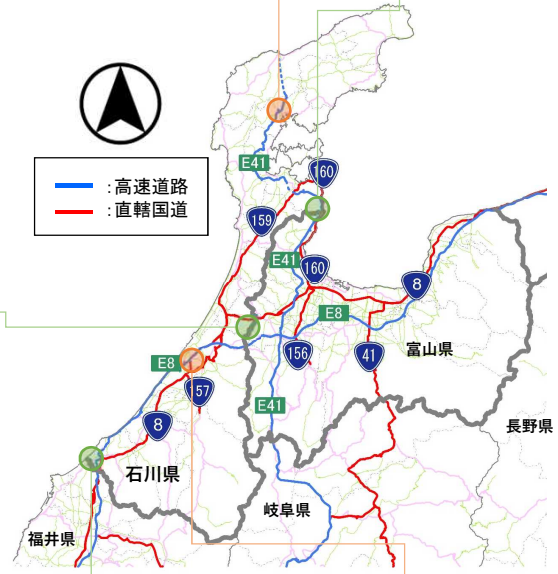 E41
160
:高速道路
:直轄国道
159
E41
160
8
E8
E8
156
41
富山県
157
E41
8
長野県
石川県
岐阜県
福井県